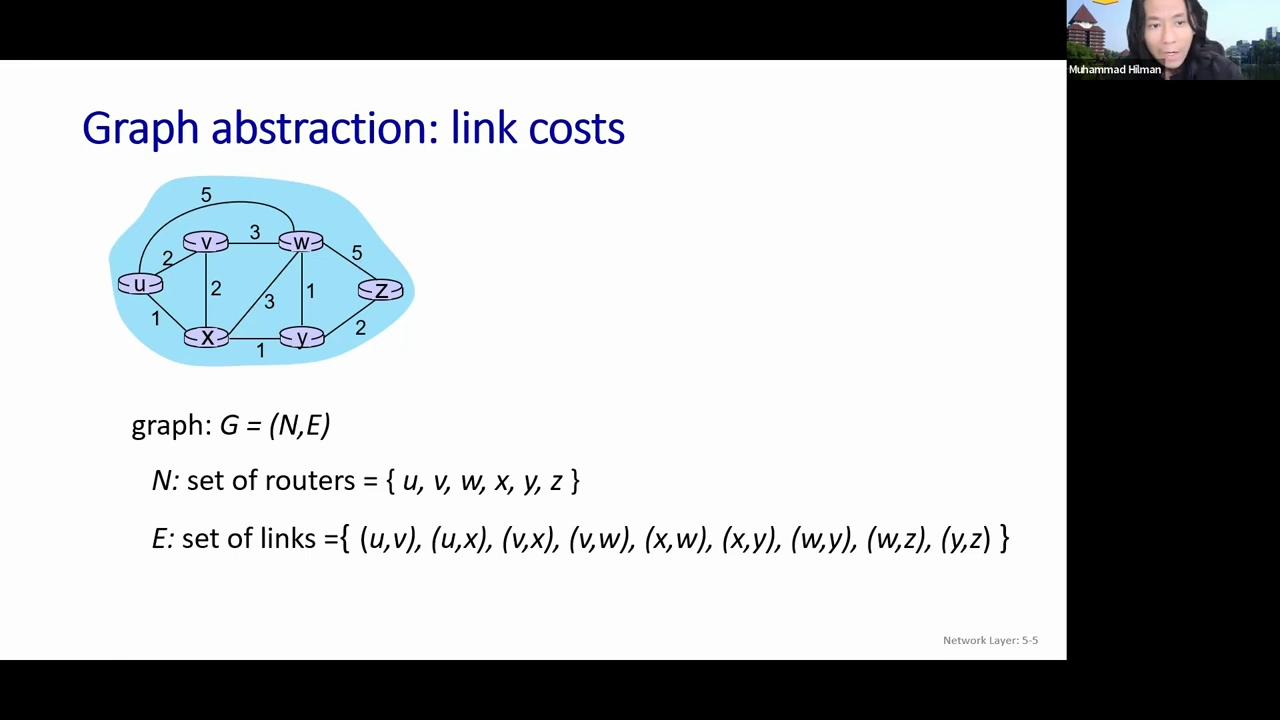 Muhammad Hilman
Graph abstraction: link costs
5
v
3
w
2
5
u
2
1
z
3
1
2
x
y
1
graph: G = (N,E)
N: set of routers = { u, v, w, x, y, z }
E: set of links ={ (u,v), (u,x), (v,x), (v,w), (x,w), (x,y), (w,y), (w,z), (y,z) }
Network Layer: 5-5